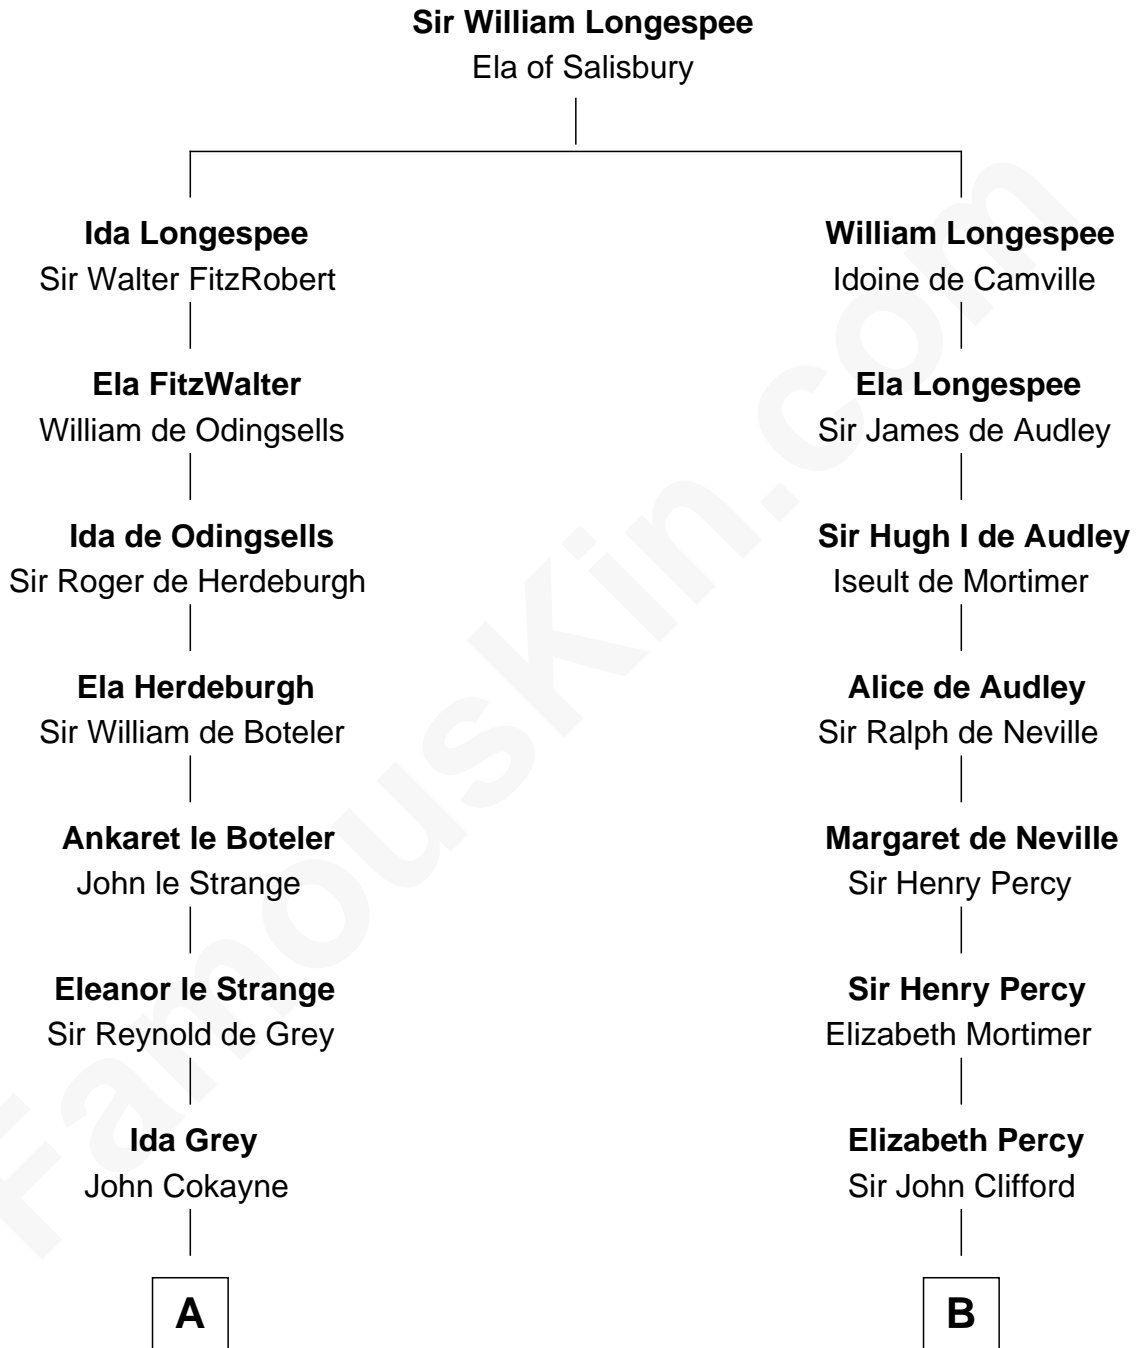 Sir William Longespee
Ela of Salisbury
Ida Longespee
Sir Walter FitzRobert
William Longespee
Idoine de Camville
Ela FitzWalter
William de Odingsells
Ela Longespee
Sir James de Audley
Ida de Odingsells
Sir Roger de Herdeburgh
Sir Hugh I de Audley
Iseult de Mortimer
Ela Herdeburgh
Sir William de Boteler
Alice de Audley
Sir Ralph de Neville
Ankaret le Boteler
John le Strange
Margaret de Neville
Sir Henry Percy
Eleanor le Strange
Sir Reynold de Grey
Sir Henry Percy
Elizabeth Mortimer
Ida Grey
John Cokayne
Elizabeth Percy
Sir John Clifford
A
B
FamousKin.com